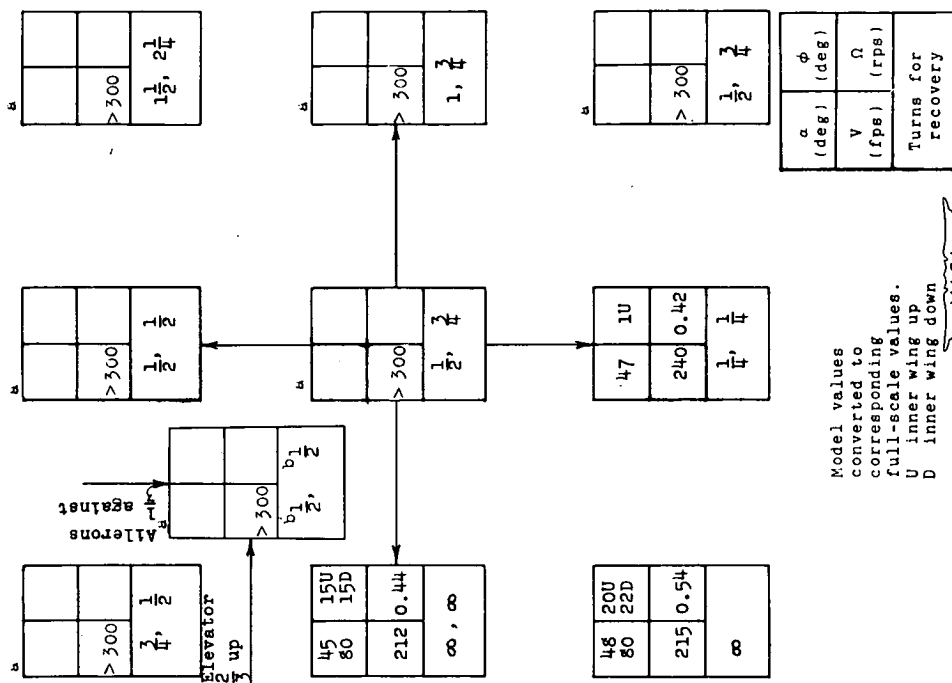 a
>300
1 1/2, 2 1/4
a
>300
1, 3/4
a
>300
1/2, 3/4
α (deg)
φ (deg)
V (fps)
Ω (rps)
Turns for
recovery
a
>300
1/2, 1/2
a
>300
1/2, 3/4
47 1U
240 0.42
1/4, 1/4
Ailerons
1/3 against
a
>300
b 1/2, b 1/2
Elevator
2/3 up
a
>300
3/4, 1/2
45 15U
80 15D
212 0.44
∞, ∞
48 20U
80 22D
215 0.54
∞
Model values
converted to
corresponding
full-scale values.
U inner wing up
D inner wing down